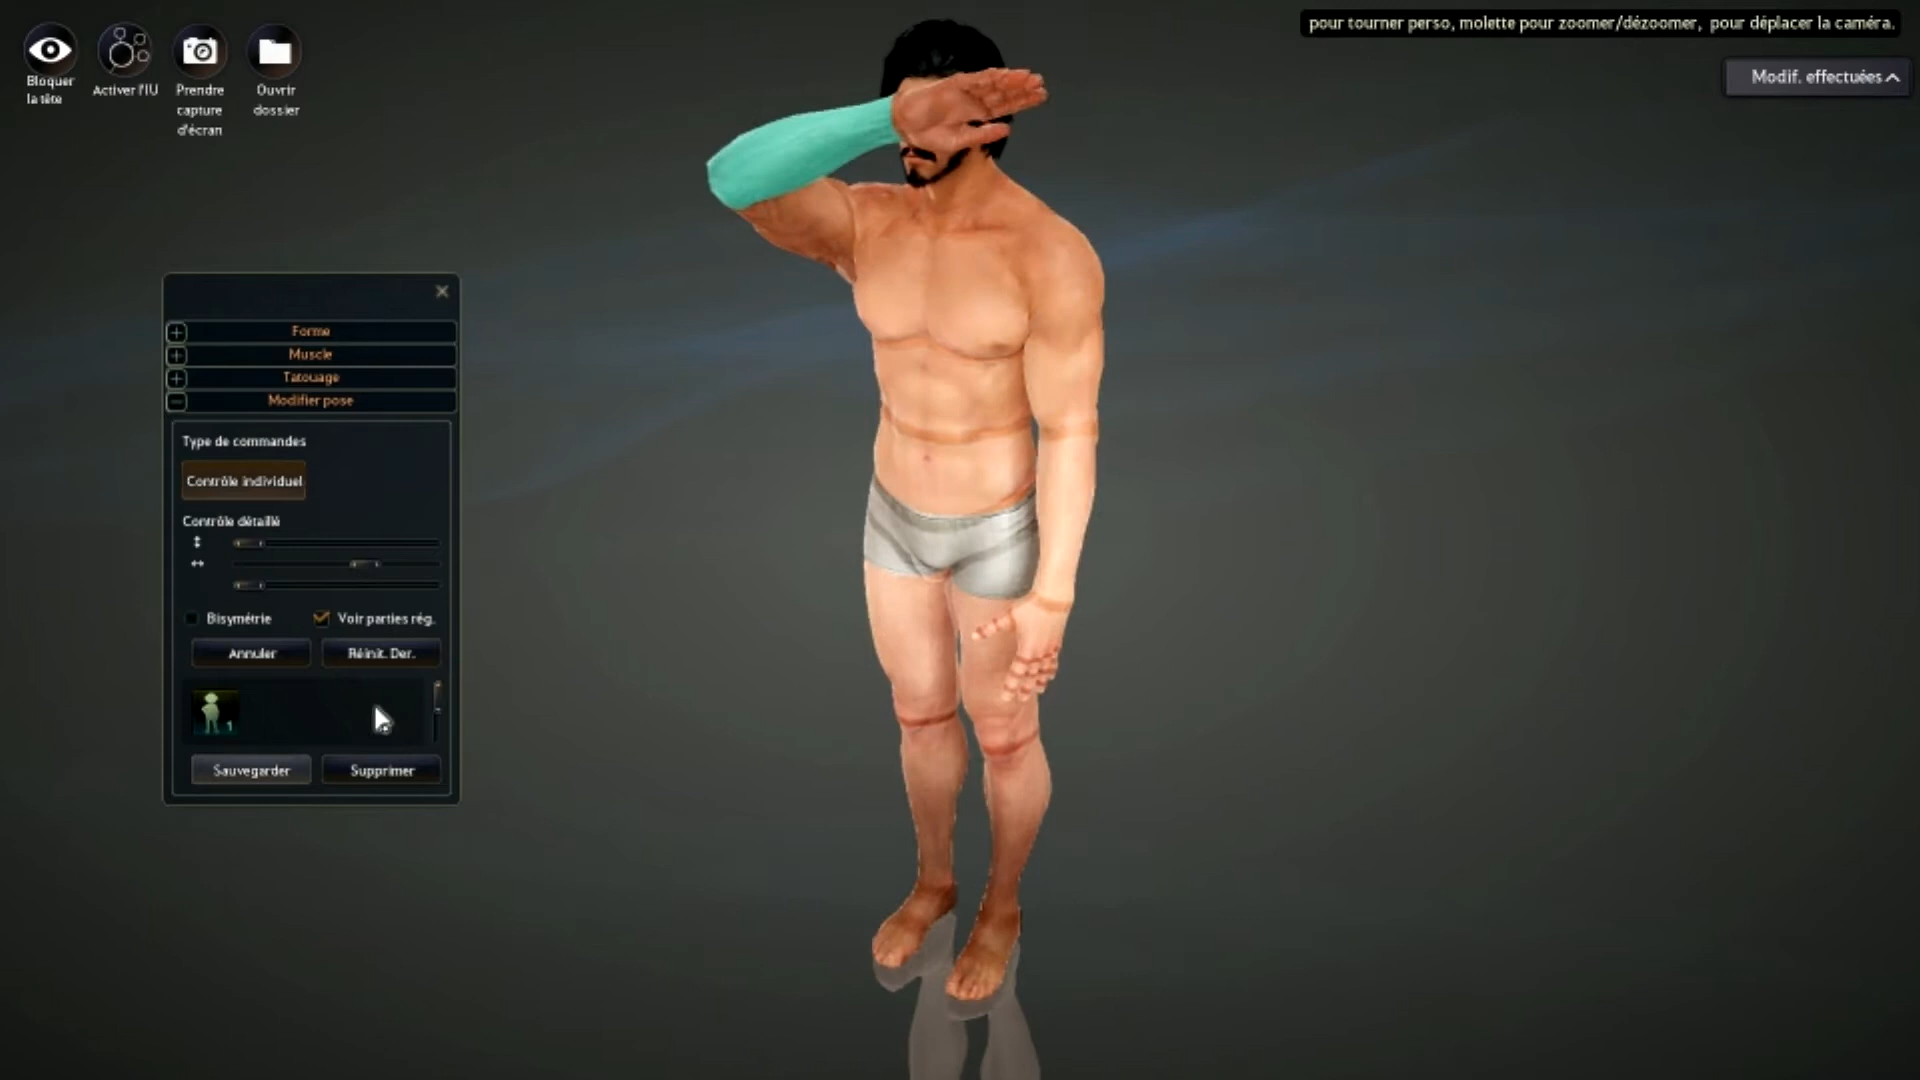 pour tourner perso, molette pour zoomer/dézoomer, pour déplacer la caméra.
Bloquer
la tête
Activer l'IU
Prendre
capture
d'écran
Ouvrir
dossier
Modif. effectuées
Forme
Muscle
Tatouage
Modifier pose
Type de commandes
Contrôle individuel
Contrôle détaillé
Bisymétrie
Voir parties rég.
Annuler
Réinit. Der.
1
Sauvegarder
Supprimer